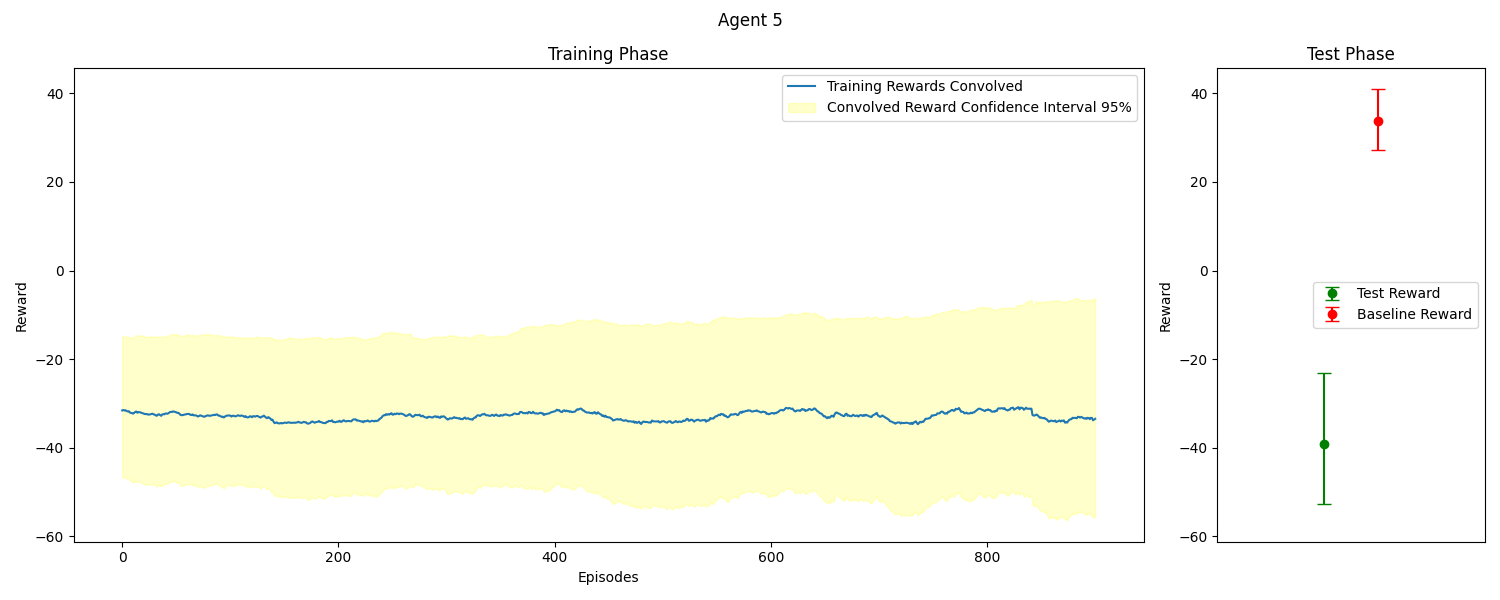 Agent 5
Training Phase
Reward
40
20
0
−20
−40
−60
0
200
400
600
800
Episodes
Training Rewards Convolved
Convolved Reward Confidence Interval 95%
Test Phase
Reward
40
20
0
−20
−40
−60
Test Reward
Baseline Reward